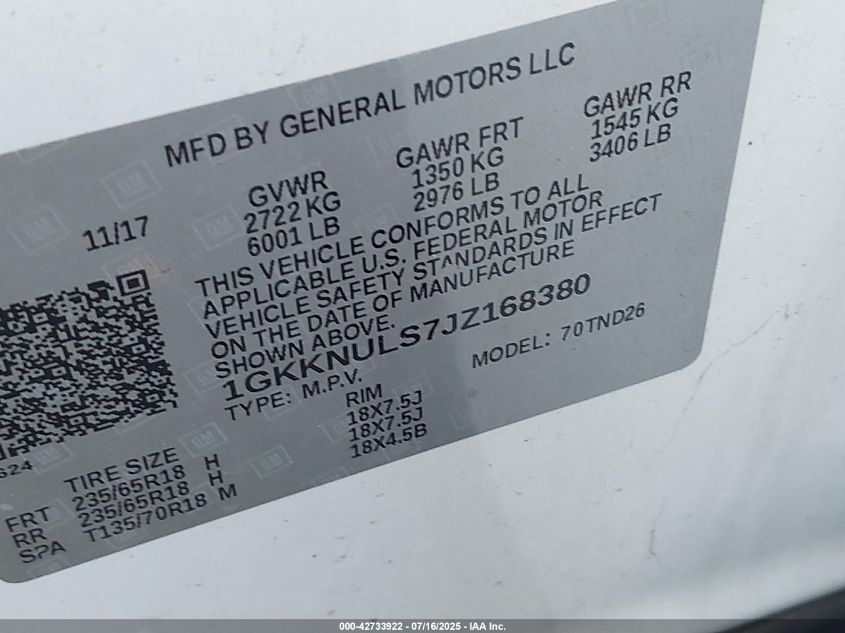 MFD BY GENERAL MOTORS LLC
11/17
GVWR
2722 KG
6001 LB
GAWR FRT
1350 KG
2976 LB
GAWR RR
1545 KG
3406 LB
THIS VEHICLE CONFORMS TO ALL
APPLICABLE U.S. FEDERAL MOTOR
VEHICLE SAFETY STANDARDS IN EFFECT
ON THE DATE OF MANUFACTURE
SHOWN ABOVE.
1GKKNULS7JZ168380
TYPE: M.P.V.
MODEL: 70TND26
624
TIRE SIZE
RIM
FRT 235/65R18 H 18X7.5J
RR 235/65R18 H 18X7.5J
SPA T135/70R18 M 18X4.5B
000-42733922 - 07/16/2025 - IAA Inc.